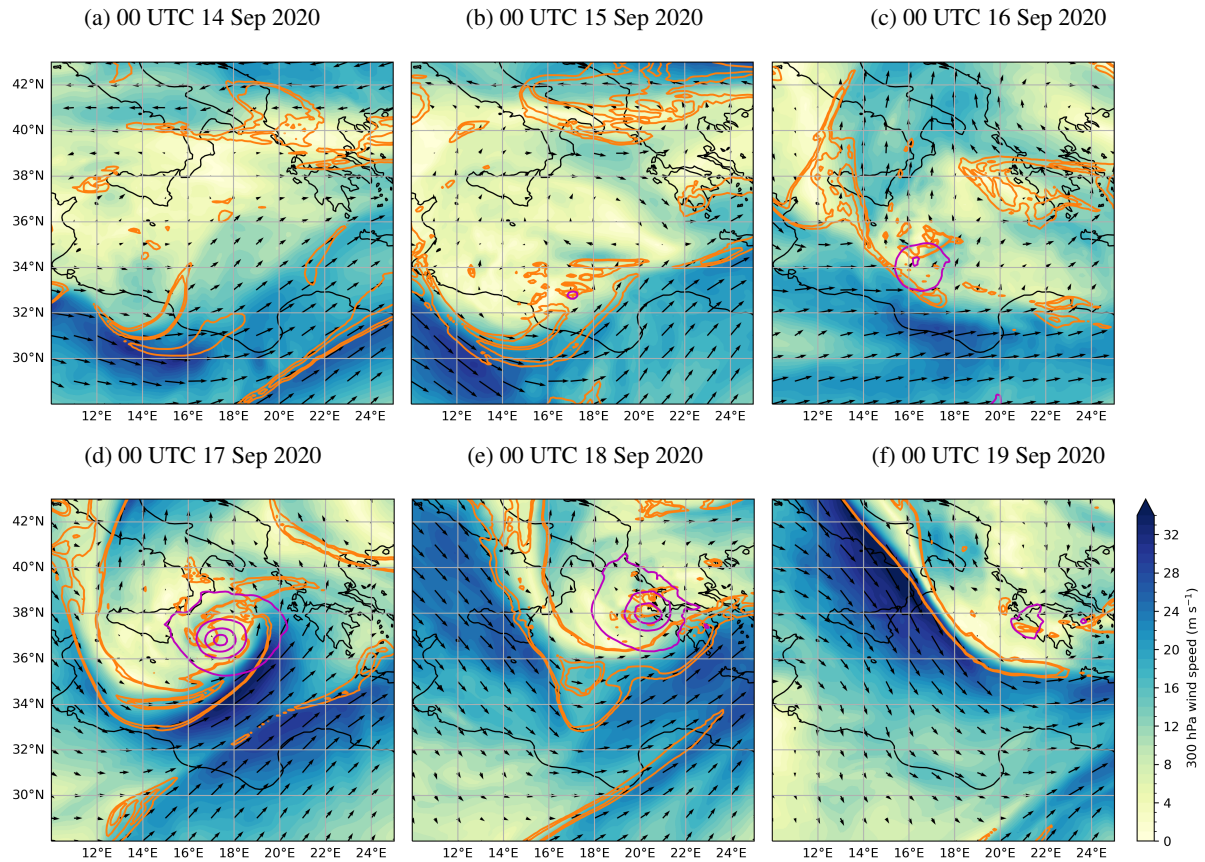 (a) 00 UTC 14 Sep 2020 (b) 00 UTC 15 Sep 2020 (c) 00 UTC 16 Sep 2020
42°N
40°N
38°N
36°N
34°N
32°N
30°N
12°E 14°E 16°E 18°E 20°E 22°E 24°E 12°E 14°E 16°E 18°E 20°E 22°E 24°E 12°E 14°E 16°E 18°E 20°E 22°E 24°E
(d) 00 UTC 17 Sep 2020 (e) 00 UTC 18 Sep 2020 (f) 00 UTC 19 Sep 2020
42°N
40°N
38°N
36°N
34°N
32°N
30°N
12°E 14°E 16°E 18°E 20°E 22°E 24°E 12°E 14°E 16°E 18°E 20°E 22°E 24°E 12°E 14°E 16°E 18°E 20°E 22°E 24°E
32
28
24
20
16
12
8
4
0
300 hPa wind speed (m s⁻¹)